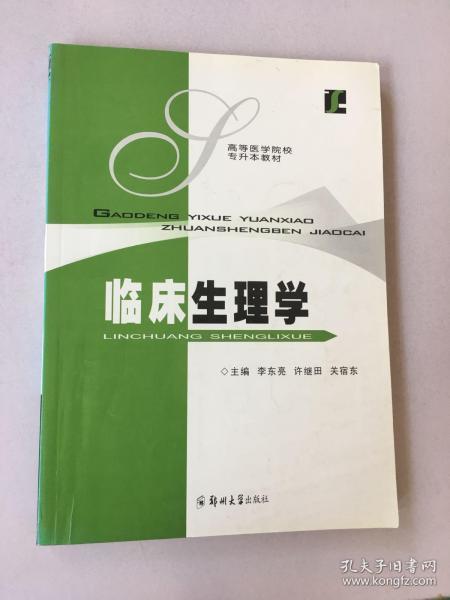 高等医学院校
专升本教材
GAODENG YIXUE YUANXIAO
ZHUANSHENGBEN JIAOCAI
临床生理学
LINCHUANG SHENGLIXUE
◇主编 李东亮 许继田 关宿东
郑州大学出版社
孔夫子旧书网
www.kongfz.com